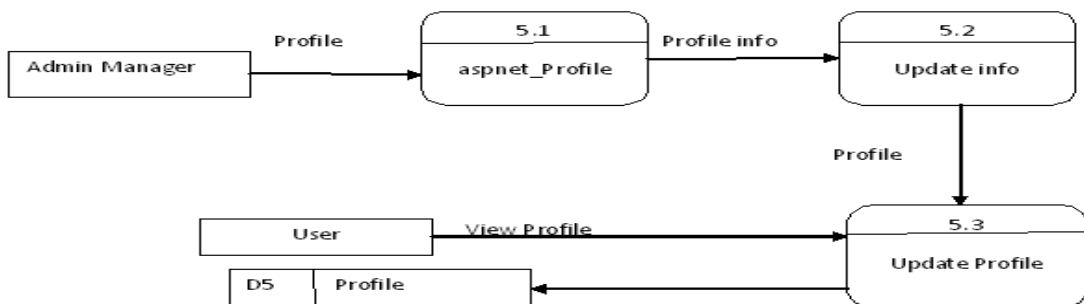 5.1
5.2
Profile
Profile info
Admin Manager
aspnet_Profile
Update info
Profile
5.3
User
View Profile
Update Profile
D5
Profile